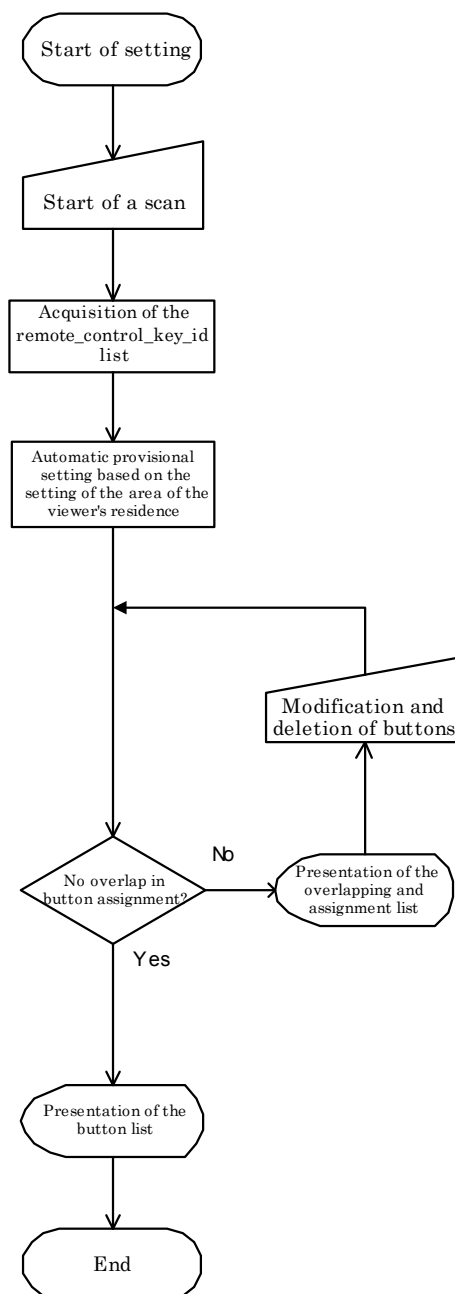 Start of setting
Start of a scan
Acquisition of the
remote_control_key_id
list
Automatic provisional
setting based on the
setting of the area of the
viewer's residence
Modification and
deletion of buttons
No overlap in
button assignment?
No
Presentation of the
overlapping and
assignment list
Yes
Presentation of the
button list
End